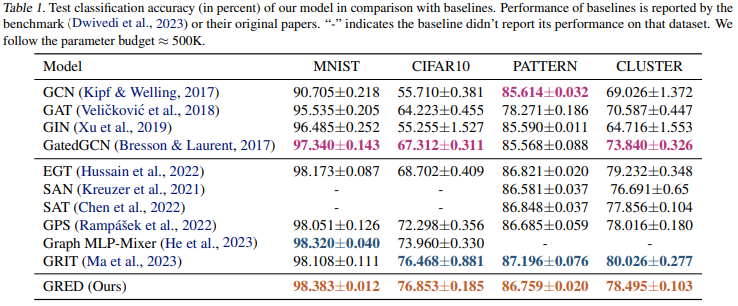 Table 1. Test classification accuracy (in percent) of our model in comparison with baselines. Performance of baselines is reported by the
benchmark (Dwivedi et al., 2023) or their original papers. “-” indicates the baseline didn’t report its performance on that dataset. We
follow the parameter budget ≈ 500K.
Model MNIST CIFAR10 PATTERN CLUSTER
GCN (Kipf & Welling, 2017) 90.705±0.218 55.710±0.381 85.614±0.032 69.026±1.372
GAT (Veličković et al., 2018) 95.535±0.205 64.223±0.455 78.271±0.186 70.587±0.447
GIN (Xu et al., 2019) 96.485±0.252 55.255±1.527 85.590±0.011 64.716±1.553
GatedGCN (Bresson & Laurent, 2017) 97.340±0.143 67.312±0.311 85.568±0.088 73.840±0.326
EGT (Hussain et al., 2022) 98.173±0.087 68.702±0.409 86.821±0.020 79.232±0.348
SAN (Kreuzer et al., 2021) - - 86.581±0.037 76.691±0.65
SAT (Chen et al., 2022) - - 86.848±0.037 77.856±0.104
GPS (Rampášek et al., 2022) 98.051±0.126 72.298±0.356 86.685±0.059 78.016±0.180
Graph MLP-Mixer (He et al., 2023) 98.320±0.040 73.960±0.330 - -
GRIT (Ma et al., 2023) 98.108±0.111 76.468±0.881 87.196±0.076 80.026±0.277
GRED (Ours) 98.383±0.012 76.853±0.185 86.759±0.020 78.495±0.103